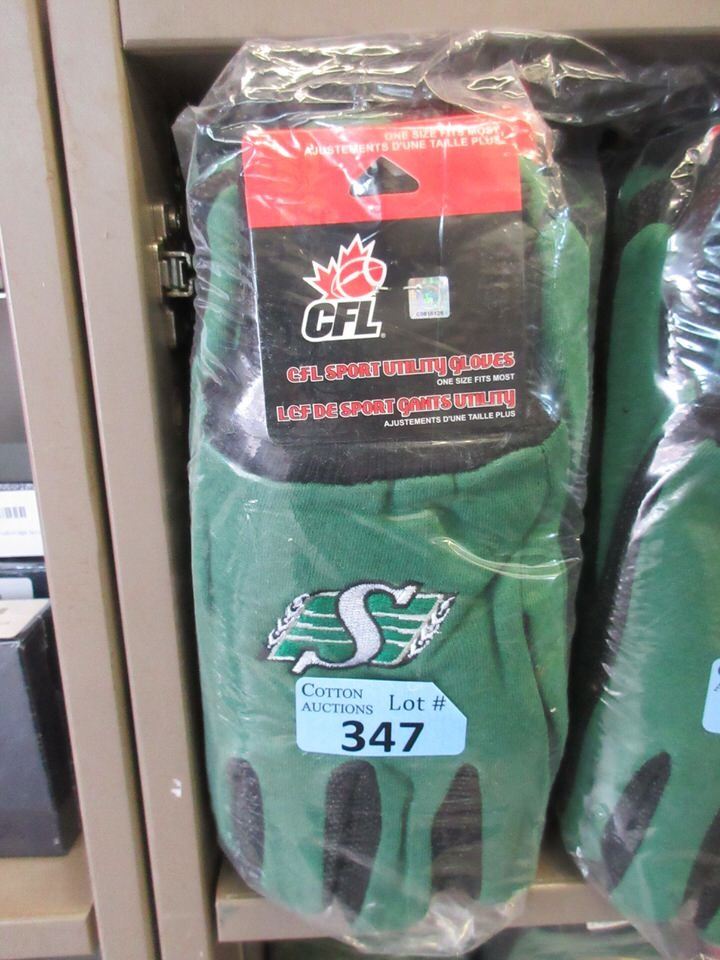 ONE SIZE FITS MOST
AJUSTEMENTS D'UNE TAILLE PLUS
CFL
CFL SPORT UTILITY GLOVES
ONE SIZE FITS MOST
LCF DE SPORT GANTS UTILITY
AJUSTEMENTS D'UNE TAILLE PLUS
S
COTTON
AUCTIONS Lot #
347